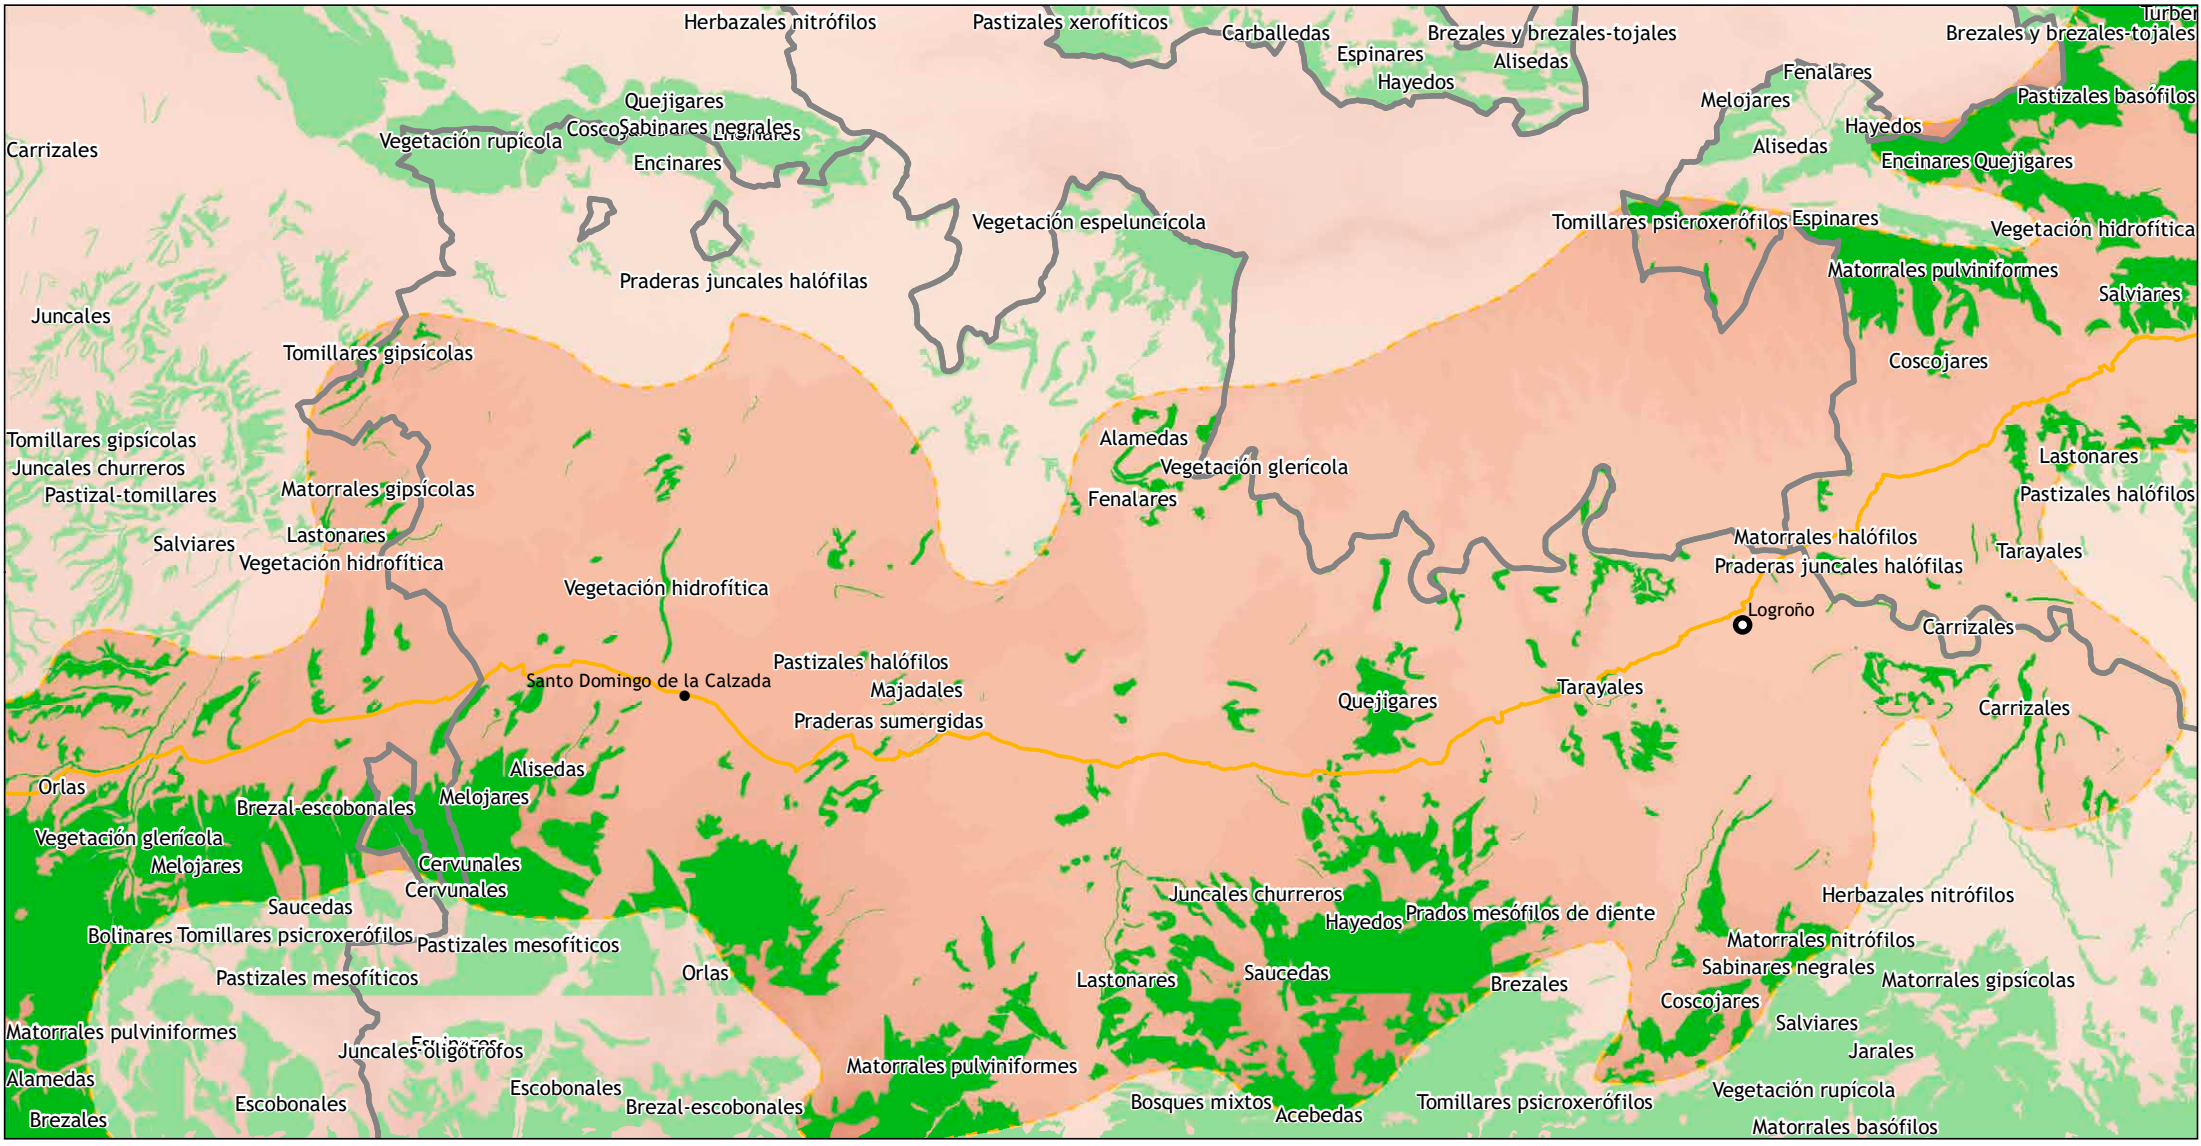 Herbazales nitrófilos
Pastizales xerofíticos
Carballedas
Brezales y brezales-tojales
Espinares
Alisedas
Hayedos
Brezales y brezales-tojales
Fenalares
Melojares
Pastizales basófilos
Quejigares
Sabinares negrales
Encinares
Vegetación rupícola
Encinares
Hayedos
Alisedas
Encinares
Quejigares
Carrizales
Vegetación espeluncícola
Tomillares psicroxerófilos
Espinares
Vegetación hidrofítica
Praderas juncales halófilas
Matorrales pulviniformes
Salviares
Juncales
Tomillares gipsícolas
Coscojares
Tomillares gipsícolas
Juncales churreros
Pastizal-tomillares
Alamedas
Vegetación glerícola
Fenalares
Lastonares
Pastizales halófilos
Matorrales gipsícolas
Lastonares
Salviares
Vegetación hidrofítica
Vegetación hidrofítica
Matorrales halófilos
Praderas juncales halófilas
Tarayales
Logroño
Carrizales
Pastizales halófilos
Santo Domingo de la Calzada
Majadales
Praderas sumergidas
Quejigares
Tarayales
Carrizales
Orlas
Alisedas
Melojares
Brezal-escobonales
Vegetación glerícola
Melojares
Cervunales
Cervunales
Saucedas
Bolinares
Tomillares psicroxerófilos
Pastizales mesofíticos
Pastizales mesofíticos
Orlas
Juncales churreros
Hayedos
Prados mesófilos de diente
Herbazales nitrófilos
Matorrales nitrófilos
Sabinares negrales
Matorrales gipsícolas
Lastonares
Saucedas
Brezales
Coscojares
Salviares
Jarales
Matorrales pulviniformes
Juncales oligótrofos
Matorrales pulviniformes
Alamedas
Escobonales
Escobonales
Brezal-escobonales
Brezales
Bosques mixtos
Acebedas
Tomillares psicroxerófilos
Vegetación rupícola
Matorrales basófilos